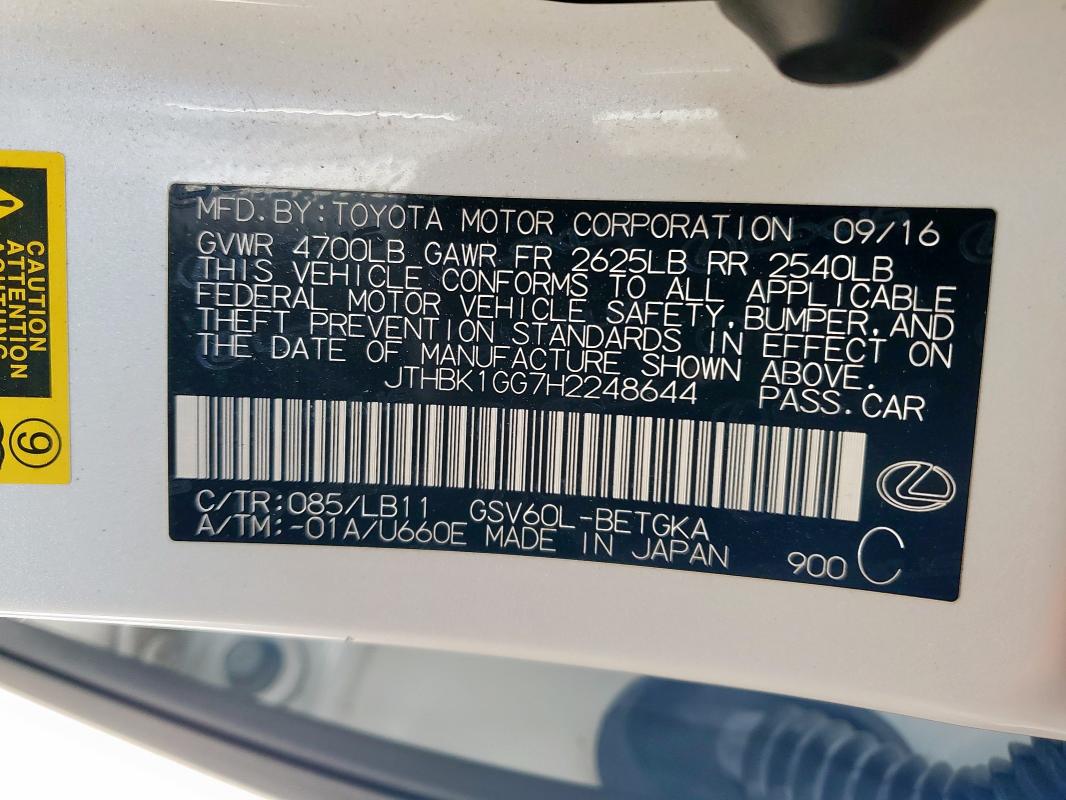 MFD.BY:TOYOTA MOTOR CORPORATION 09/16
GVWR 4700LB GAWR FR 2625LB RR 2540LB
THIS VEHICLE CONFORMS TO ALL APPLICABLE
FEDERAL MOTOR VEHICLE SAFETY,BUMPER,AND
THEFT PREVENTION STANDARDS IN EFFECT ON
THE DATE OF MANUFACTURE SHOWN ABOVE.
JTHBK1GG7H2248644 PASS.CAR
C/TR:085/LB11 GSV60L-BETGKA
A/TM:-01A/U660E MADE IN JAPAN 900 C
CAUTION
ATTENTION
9